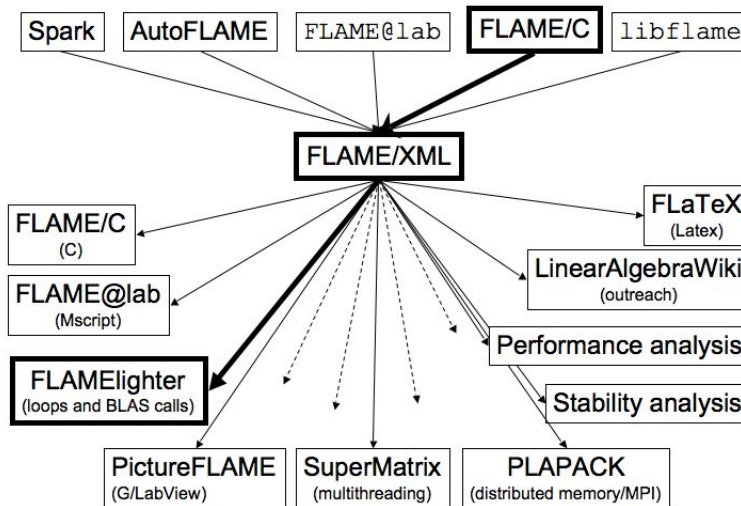 Spark
AutoFLAME
FLAME@lab
FLAME/C
libflame
FLAME/XML
FLAME/C
(C)
FLaTeX
(Latex)
FLAME@lab
(Mscript)
LinearAlgebraWiki
(outreach)
FLAMElighter
(loops and BLAS calls)
Performance analysis
Stability analysis
PictureFLAME
(G/LabView)
SuperMatrix
(multithreading)
PLAPACK
(distributed memory/MPI)